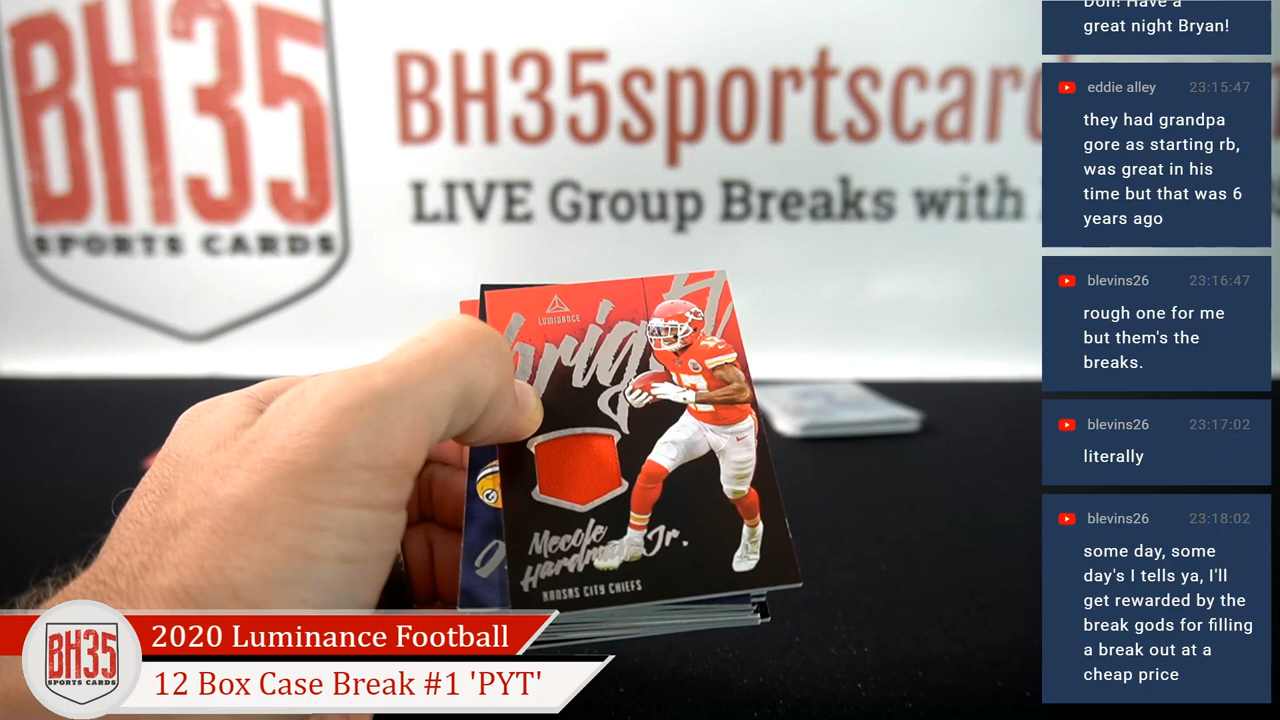 BH35
SPORTS CARDS
BH35sportscard
LIVE Group Breaks with
LUMINANCE
Mecole
Hardman Jr.
KANSAS CITY CHIEFS
BH35
SPORTS CARDS
2020 Luminance Football
12 Box Case Break #1 'PYT'
great night Bryan!
eddie alley 23:15:47
they had grandpa
gore as starting rb,
was great in his
time but that was 6
years ago
blevins26 23:16:47
rough one for me
but them's the
breaks.
blevins26 23:17:02
literally
blevins26 23:18:02
some day, some
day's I tells ya, I'll
get rewarded by the
break gods for filling
a break out at a
cheap price